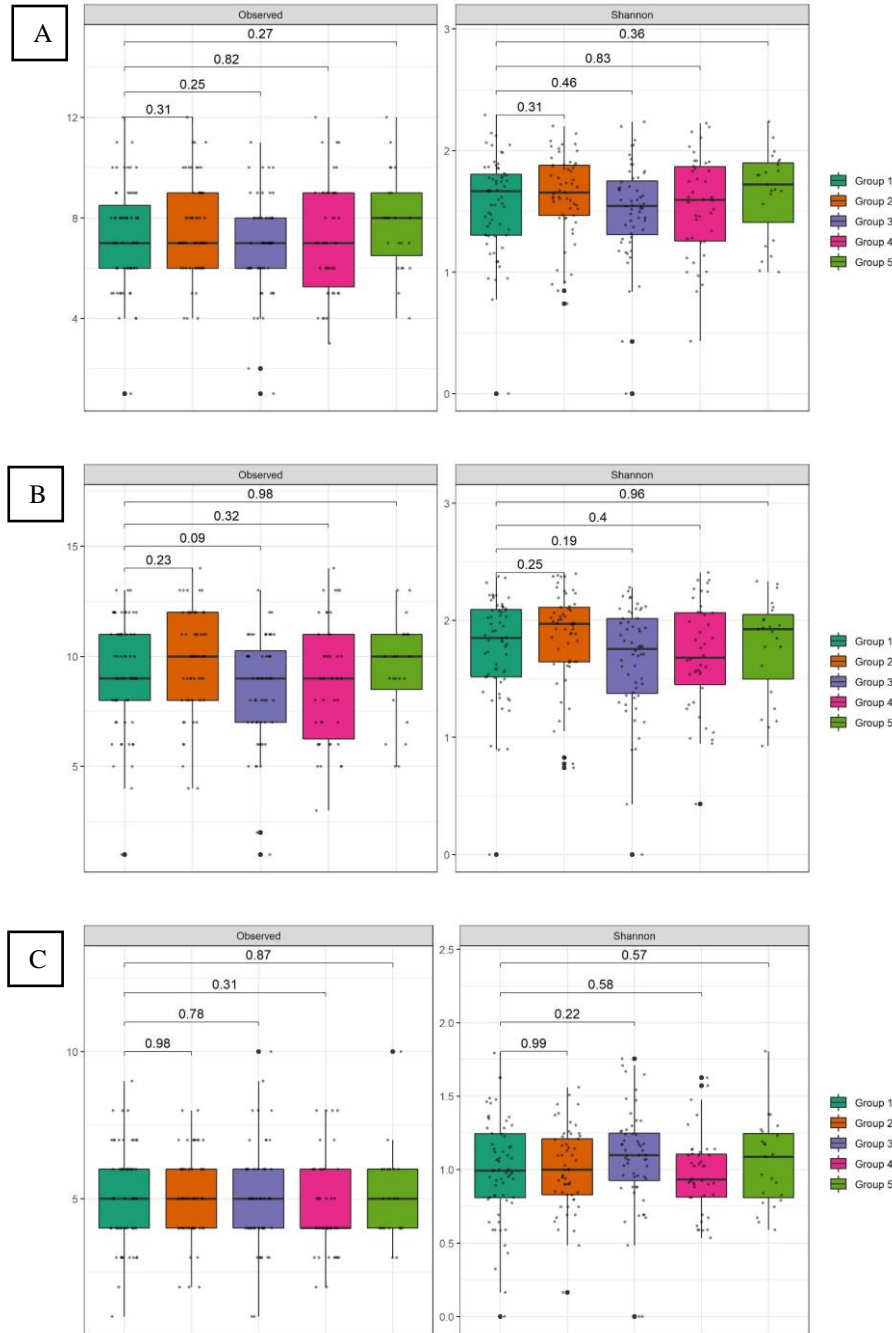 A
Observed
Shannon
0.27
0.82
0.25
0.31
12
8
4
3
2
1
0
0.36
0.83
0.46
0.31
Group 1
Group 2
Group 3
Group 4
Group 5
B
Observed
Shannon
0.98
0.32
0.09
0.23
15
10
5
3
2
1
0
0.96
0.4
0.19
0.25
Group 1
Group 2
Group 3
Group 4
Group 5
C
Observed
Shannon
0.87
0.31
0.78
0.98
10
5
2.5
2.0
1.5
1.0
0.5
0.0
0.57
0.58
0.22
0.99
Group 1
Group 2
Group 3
Group 4
Group 5